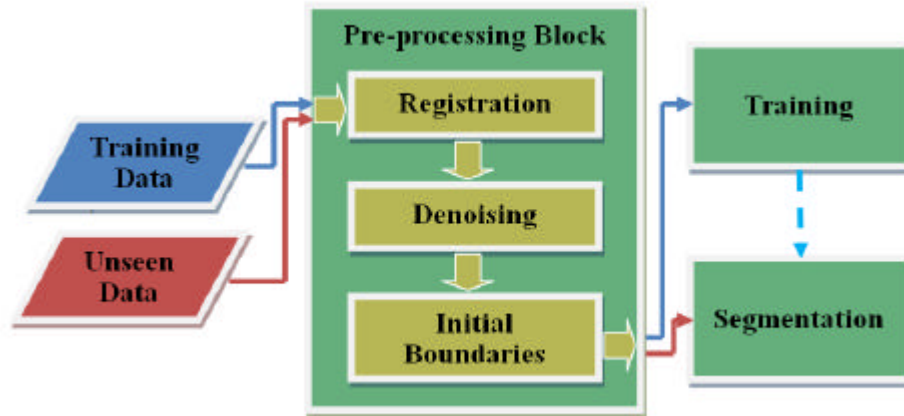 Pre-processing Block
Registration
Training
Data
Denoising
Unseen
Data
Initial
Boundaries
Training
Segmentation